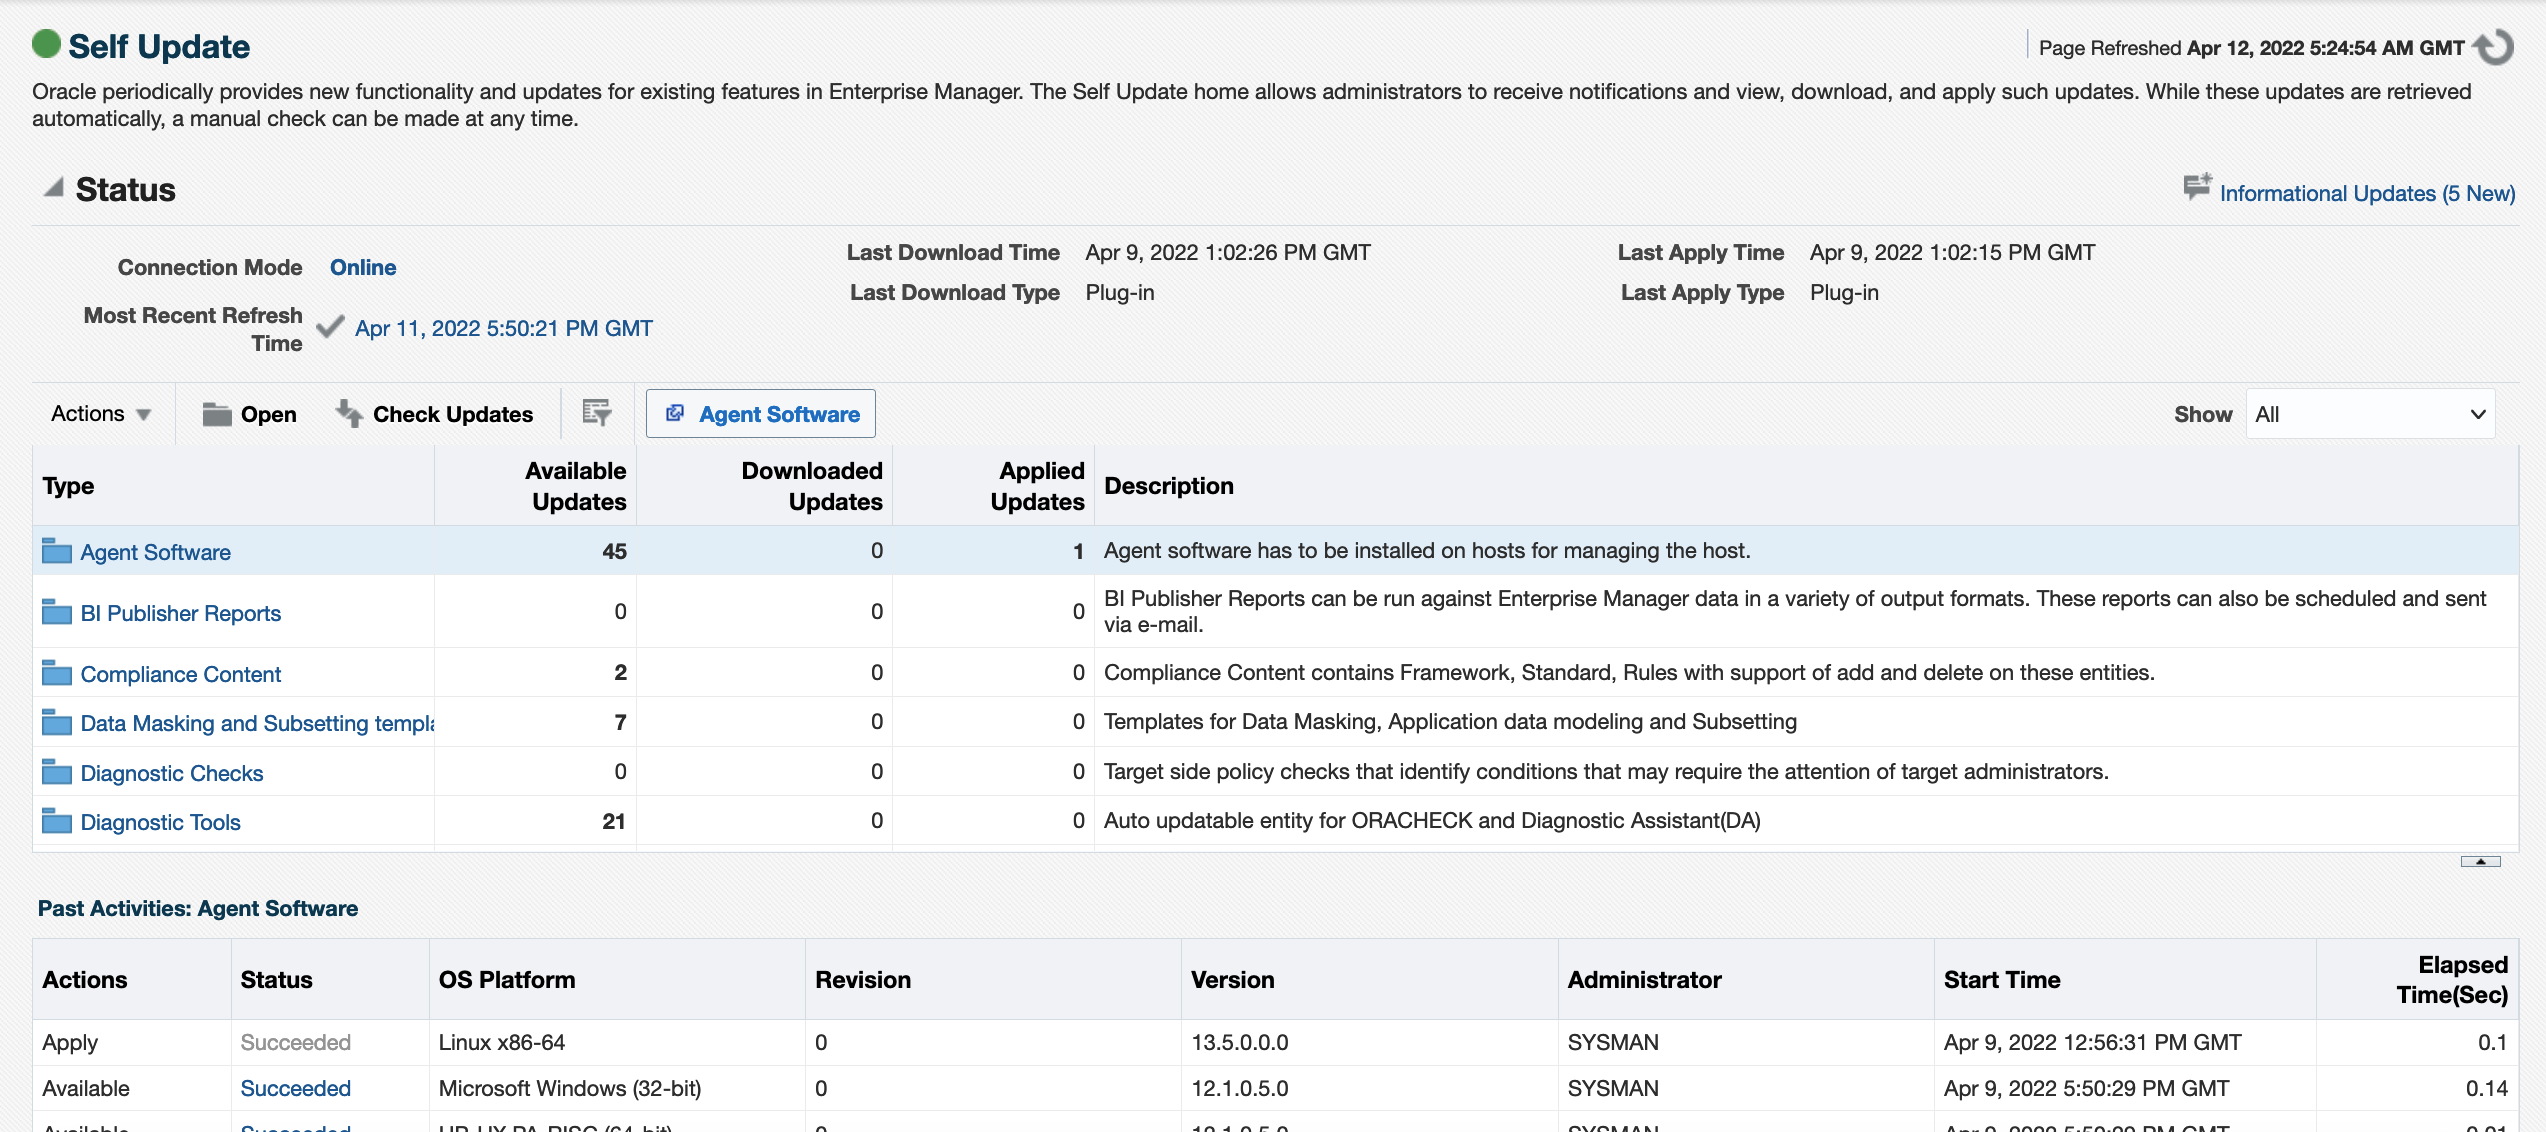 Self Update
Page Refreshed Apr 12, 2022 5:24:54 AM GMT
Oracle periodically provides new functionality and updates for existing features in Enterprise Manager. The Self Update home allows administrators to receive notifications and view, download, and apply such updates. While these updates are retrieved
automatically, a manual check can be made at any time.
Status
Informational Updates (5 New)
Connection Mode Online
Most Recent Refresh
Time Apr 11, 2022 5:50:21 PM GMT
Last Download Time Apr 9, 2022 1:02:26 PM GMT
Last Download Type Plug-in
Last Apply Time Apr 9, 2022 1:02:15 PM GMT
Last Apply Type Plug-in
Actions Open Check Updates Agent Software Show All
Type Available Updates Downloaded Updates Applied Updates Description
Agent Software 45 0 1 Agent software has to be installed on hosts for managing the host.
BI Publisher Reports 0 0 0 BI Publisher Reports can be run against Enterprise Manager data in a variety of output formats. These reports can also be scheduled and sent
via e-mail.
Compliance Content 2 0 0 Compliance Content contains Framework, Standard, Rules with support of add and delete on these entities.
Data Masking and Subsetting templa 7 0 0 Templates for Data Masking, Application data modeling and Subsetting
Diagnostic Checks 0 0 0 Target side policy checks that identify conditions that may require the attention of target administrators.
Diagnostic Tools 21 0 0 Auto updatable entity for ORACHECK and Diagnostic Assistant(DA)
Past Activities: Agent Software
Actions Status OS Platform Revision Version Administrator Start Time Elapsed Time(Sec)
Apply Succeeded Linux x86-64 0 13.5.0.0.0 SYSMAN Apr 9, 2022 12:56:31 PM GMT 0.1
Available Succeeded Microsoft Windows (32-bit) 0 12.1.0.5.0 SYSMAN Apr 9, 2022 5:50:29 PM GMT 0.14